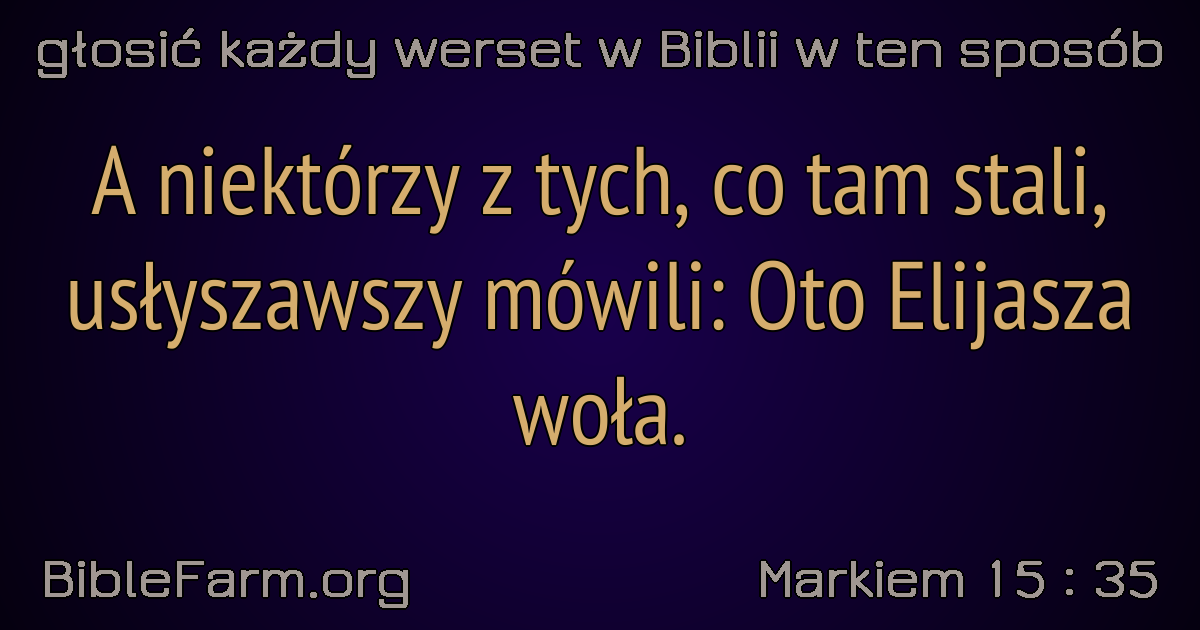 głosić każdy werset w Biblii w ten sposób
A niektórzy z tych, co tam stali,
usłyszawszy mówili: Oto Elijasza
woła.
BibleFarm.org
Markiem 15 : 35